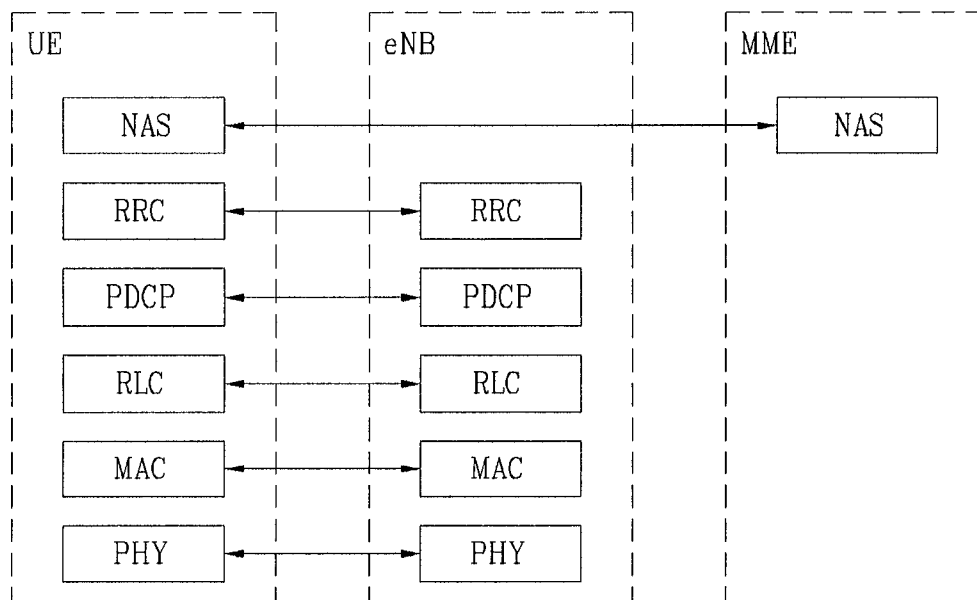 UE eNB MME
NAS NAS
RRC RRC
PDCP PDCP
RLC RLC
MAC MAC
PHY PHY